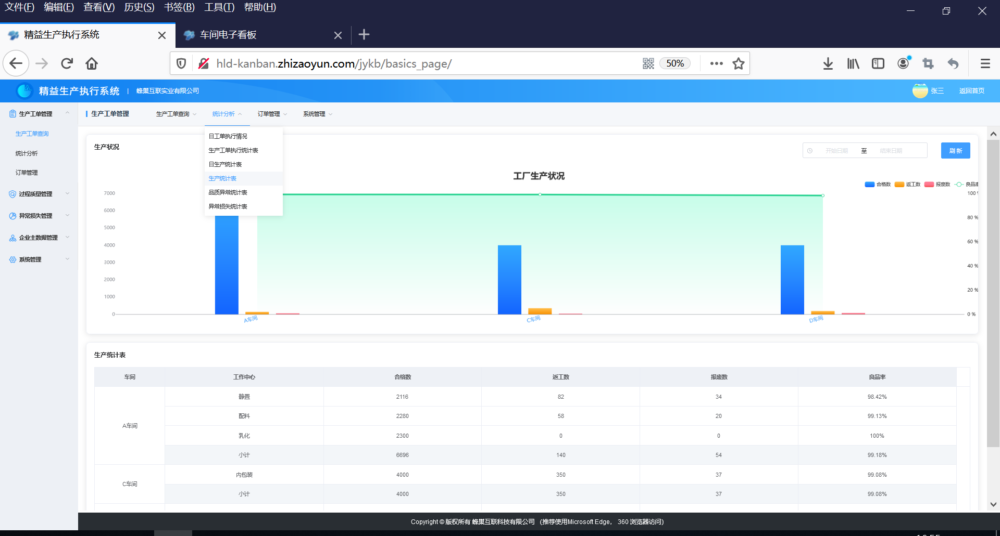 文件(F) 编辑(E) 查看(V) 历史(S) 书签(B) 工具(T) 帮助(H)
精益生产执行系统 车间电子看板
hld-kanban.zhizaoyun.com/jykb/basics_page/ 50%
精益生产执行系统 | 蜂巢互联实业有限公司 张三 返回首页
生产工单管理
生产工单查询
统计分析
订单管理
过程质量管理
异常损失管理
企业主数据管理
系统管理
生产工单管理 生产工单查询 统计分析 订单管理 系统管理
日工单执行情况
生产工单执行统计表
日生产统计表
生产统计表
品质异常统计表
异常损失统计表
生产状况 开始日期 至 结束日期 刷新
工厂生产状况
合格数 返工数 报废数 良品率
7000 100 %
6000 80 %
5000
4000 60 %
3000 40 %
2000
1000 20 %
0 0 %
A车间 C车间 D车间
生产统计表
车间 工作中心 合格数 返工数 报废数 良品率
静置 2116 82 34 98.42%
配料 2280 58 20 99.13%
A车间
乳化 2300 0 0 100%
小计 6696 140 54 99.18%
内包装 4000 350 37 99.08%
C车间
小计 4000 350 37 99.08%
Copyright © 版权所有 蜂巢互联科技有限公司 (推荐使用Microsoft Edge， 360 浏览器访问)